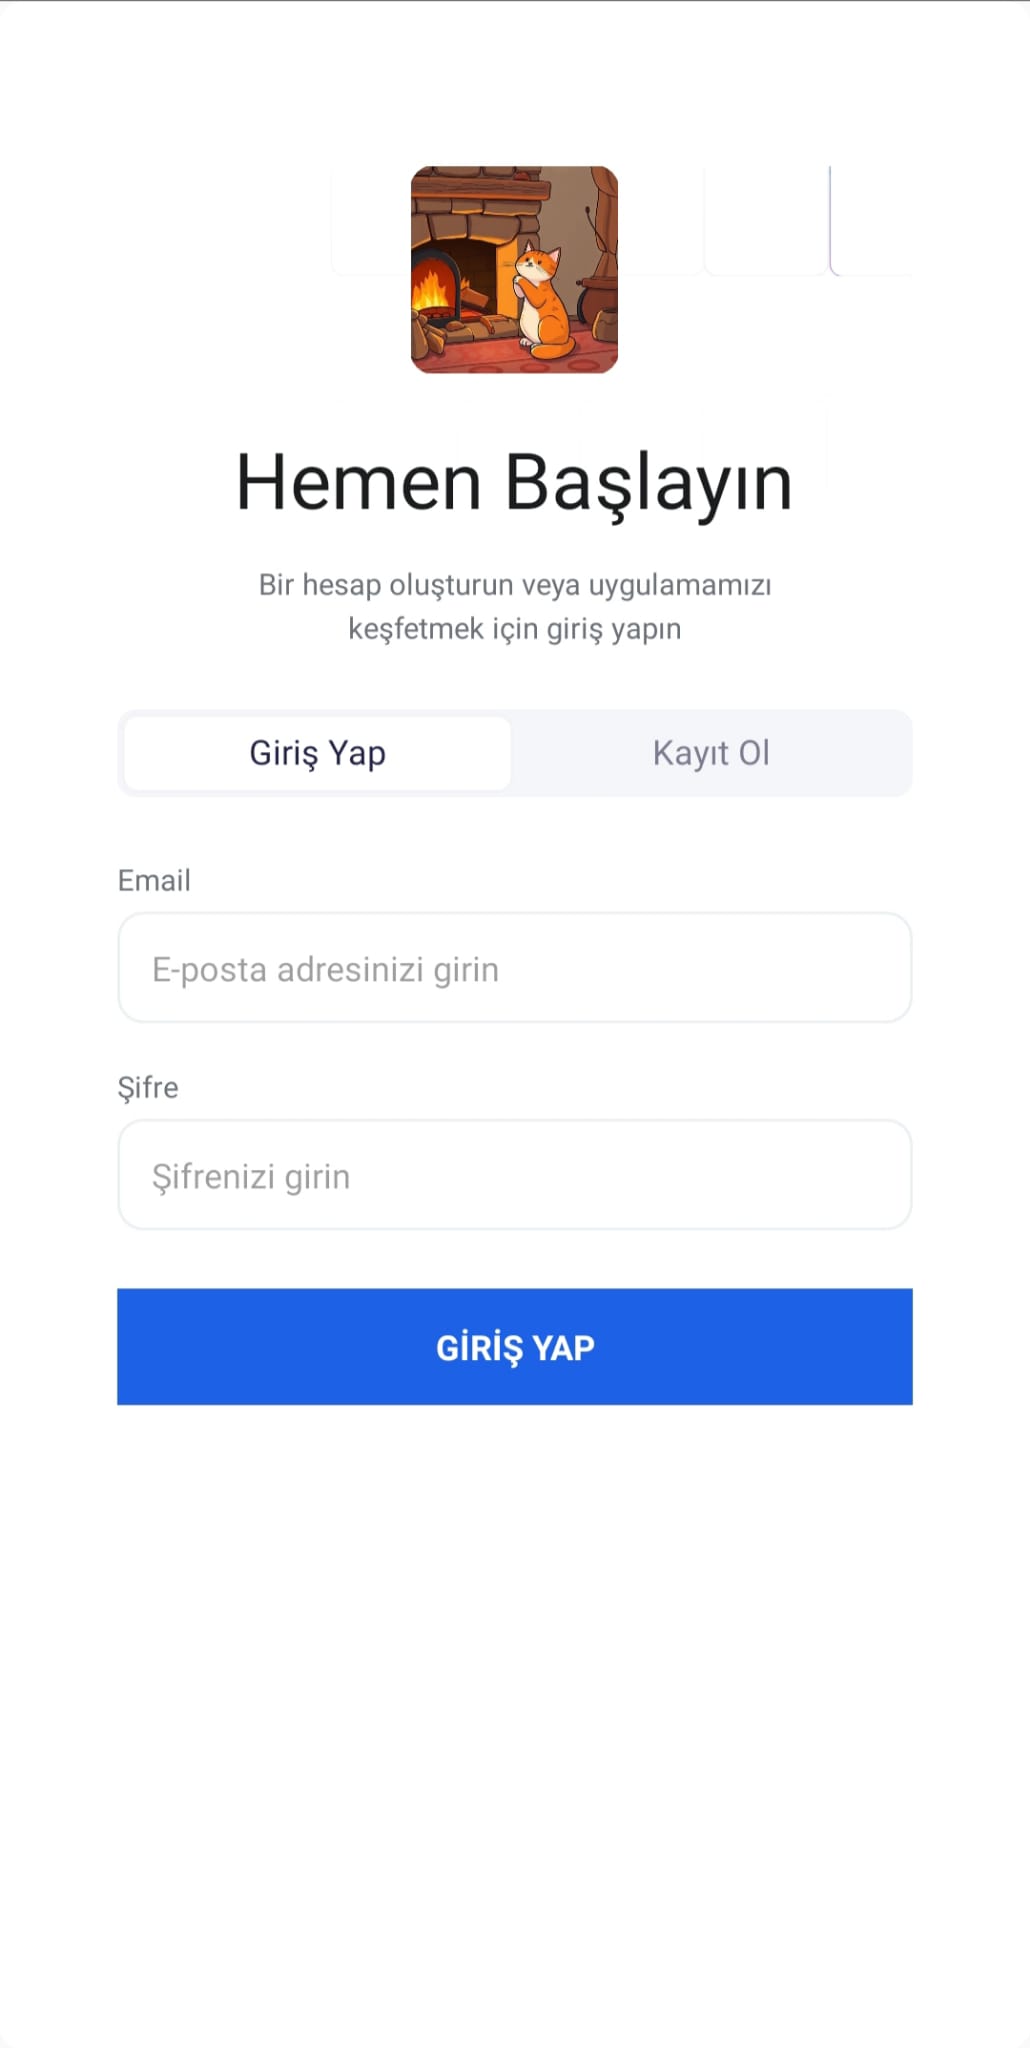 Hemen Başlayın
Bir hesap oluşturun veya uygulamamızı
keşfetmek için giriş yapın
Giriş Yap
Kayıt Ol
Email
E-posta adresinizi girin
Şifre
Şifrenizi girin
GİRİŞ YAP